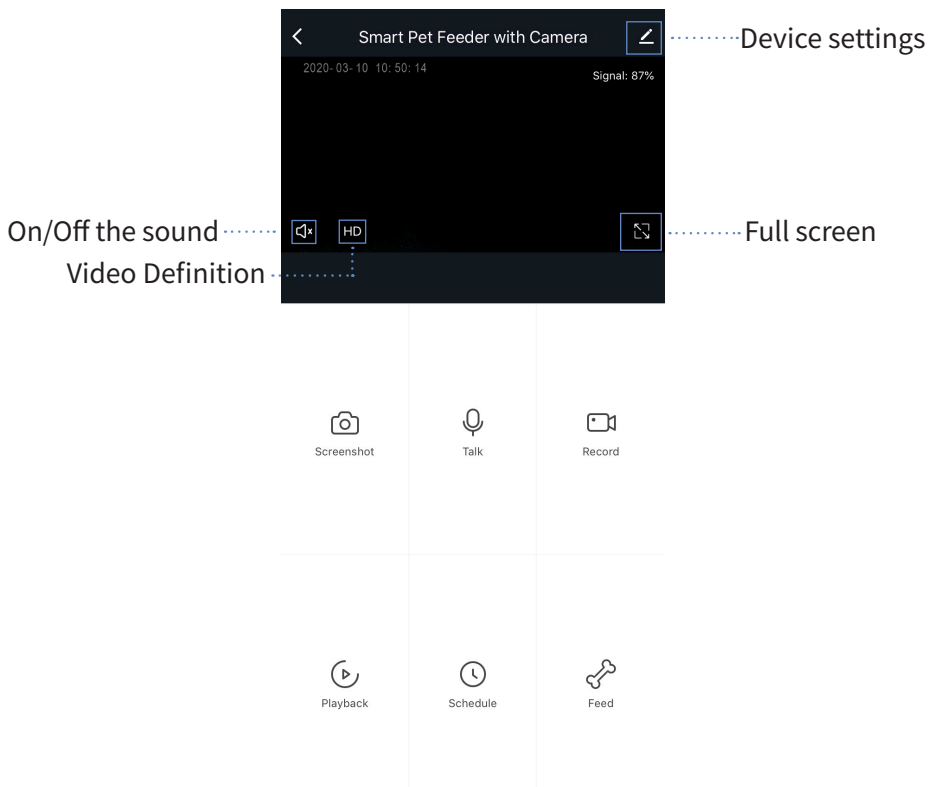 Smart Pet Feeder with Camera
Device settings
2020-03-10 10:50:14
Signal: 87%
On/Off the sound
HD
Full screen
Video Definition
Screenshot
Talk
Record
Playback
Schedule
Feed